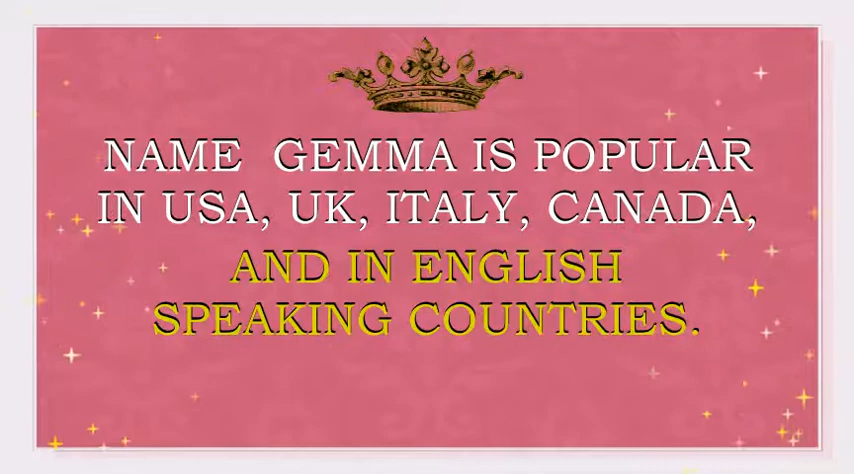 NAME GEMMA IS POPULAR
IN USA, UK, ITALY, CANADA,
AND IN ENGLISH
SPEAKING COUNTRIES.